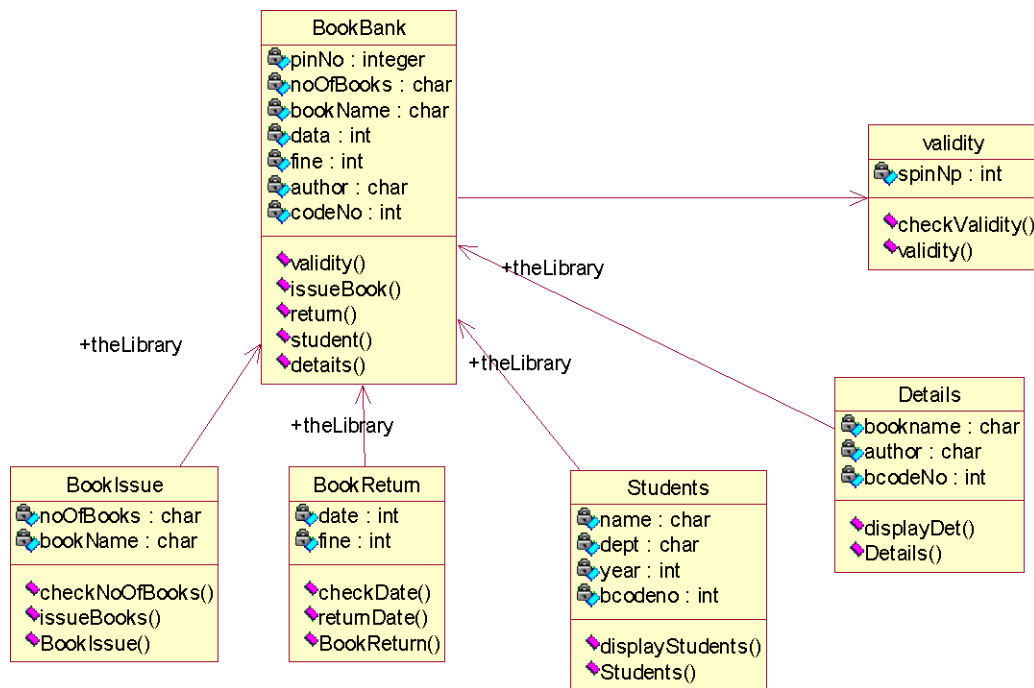 BookBank
pinNo : integer
noOfBooks : char
bookName : char
data : int
fine : int
author : char
codeNo : int
validity()
issueBook()
return()
student()
detaits()
validity
spinNp : int
checkValidity()
validity()
+theLibrary
+theLibrary
+theLibrary
+theLibrary
Details
bookname : char
author : char
bcodeNo : int
displayDet()
Details()
BookIssue
noOfBooks : char
bookName : char
checkNoOfBooks()
issueBooks()
BookIssue()
BookReturn
date : int
fine : int
checkDate()
returnDate()
BookReturn()
Students
name : char
dept : char
year : int
bcodeno : int
displayStudents()
Students()